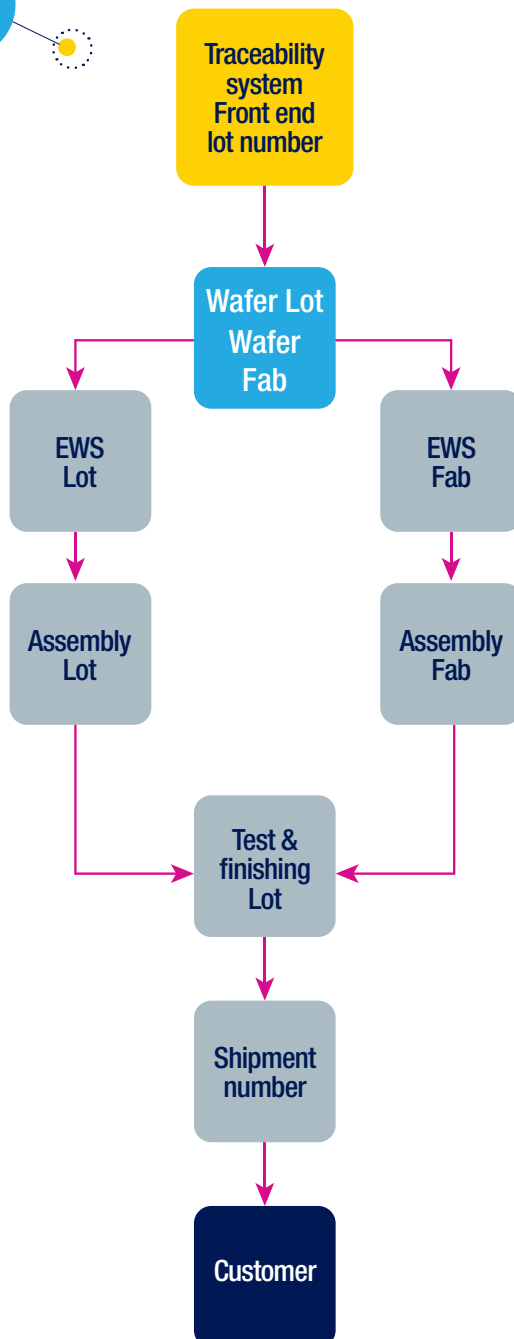 Traceability
system
Front end
lot number
Wafer Lot
Wafer
Fab
EWS
Lot
EWS
Fab
Assembly
Lot
Assembly
Fab
Test &
finishing
Lot
Shipment
number
Customer